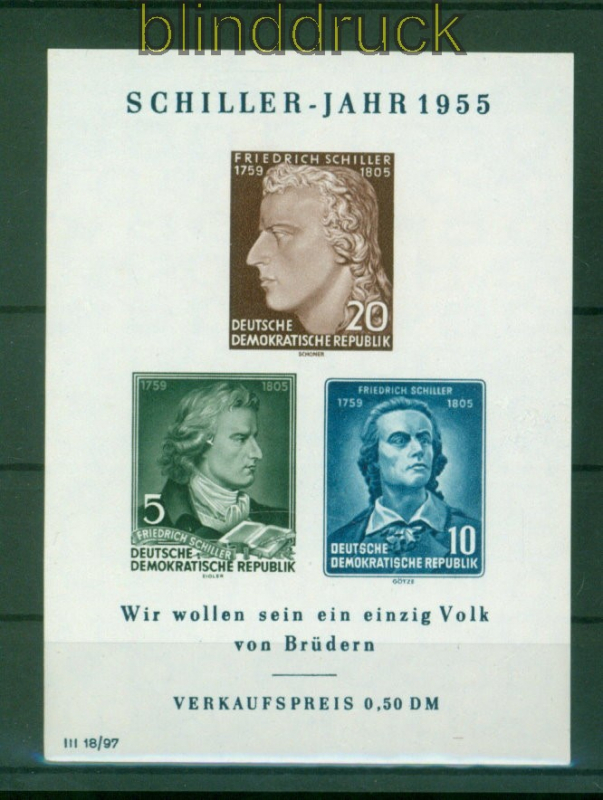 blinddruck
SCHILLER-JAHR 1955
FRIEDRICH SCHILLER
1759 1805
20
DEUTSCHE
DEMOKRATISCHE REPUBLIK
SCHÖNER
1759 1805
5
FRIEDRICH SCHILLER
DEUTSCHE
DEMOKRATISCHE REPUBLIK
EIGLER
FRIEDRICH SCHILLER
1759 1805
10
DEUTSCHE
DEMOKRATISCHE REPUBLIK
GÖTZE
Wir wollen sein ein einzig Volk
von Brüdern
VERKAUFSPREIS 0,50 DM
III 18/97